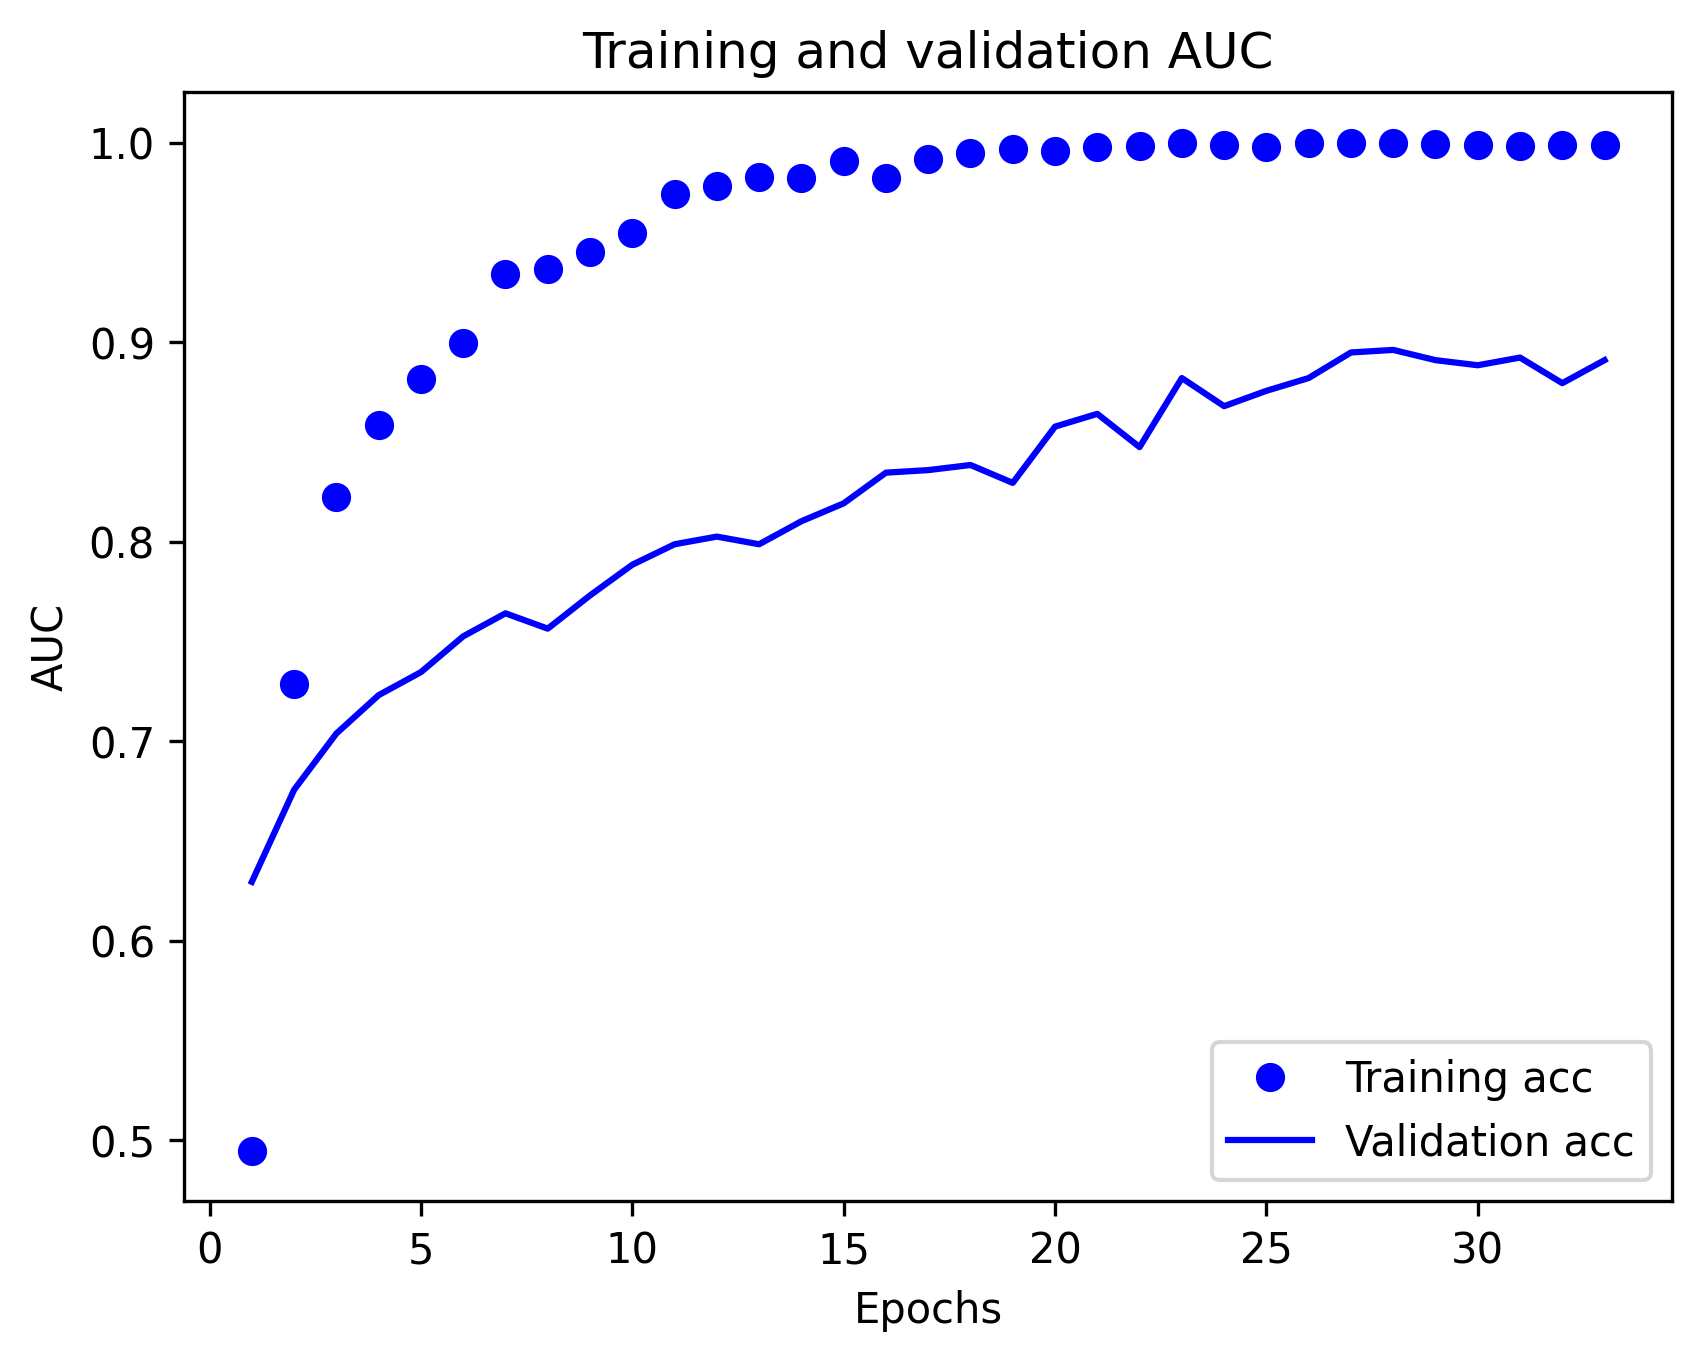 Training and validation AUC
1.0
0.9
0.8
0.7
0.6
0.5
AUC
Training acc
Validation acc
0 5 10 15 20 25 30
Epochs